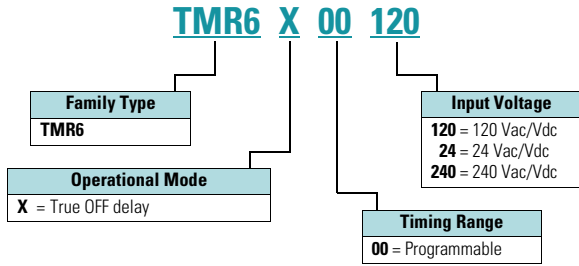 TMR6 X 00 120
Family Type
TMR6
Input Voltage
120 = 120 Vac/Vdc
24 = 24 Vac/Vdc
240 = 240 Vac/Vdc
Operational Mode
X = True OFF delay
Timing Range
00 = Programmable